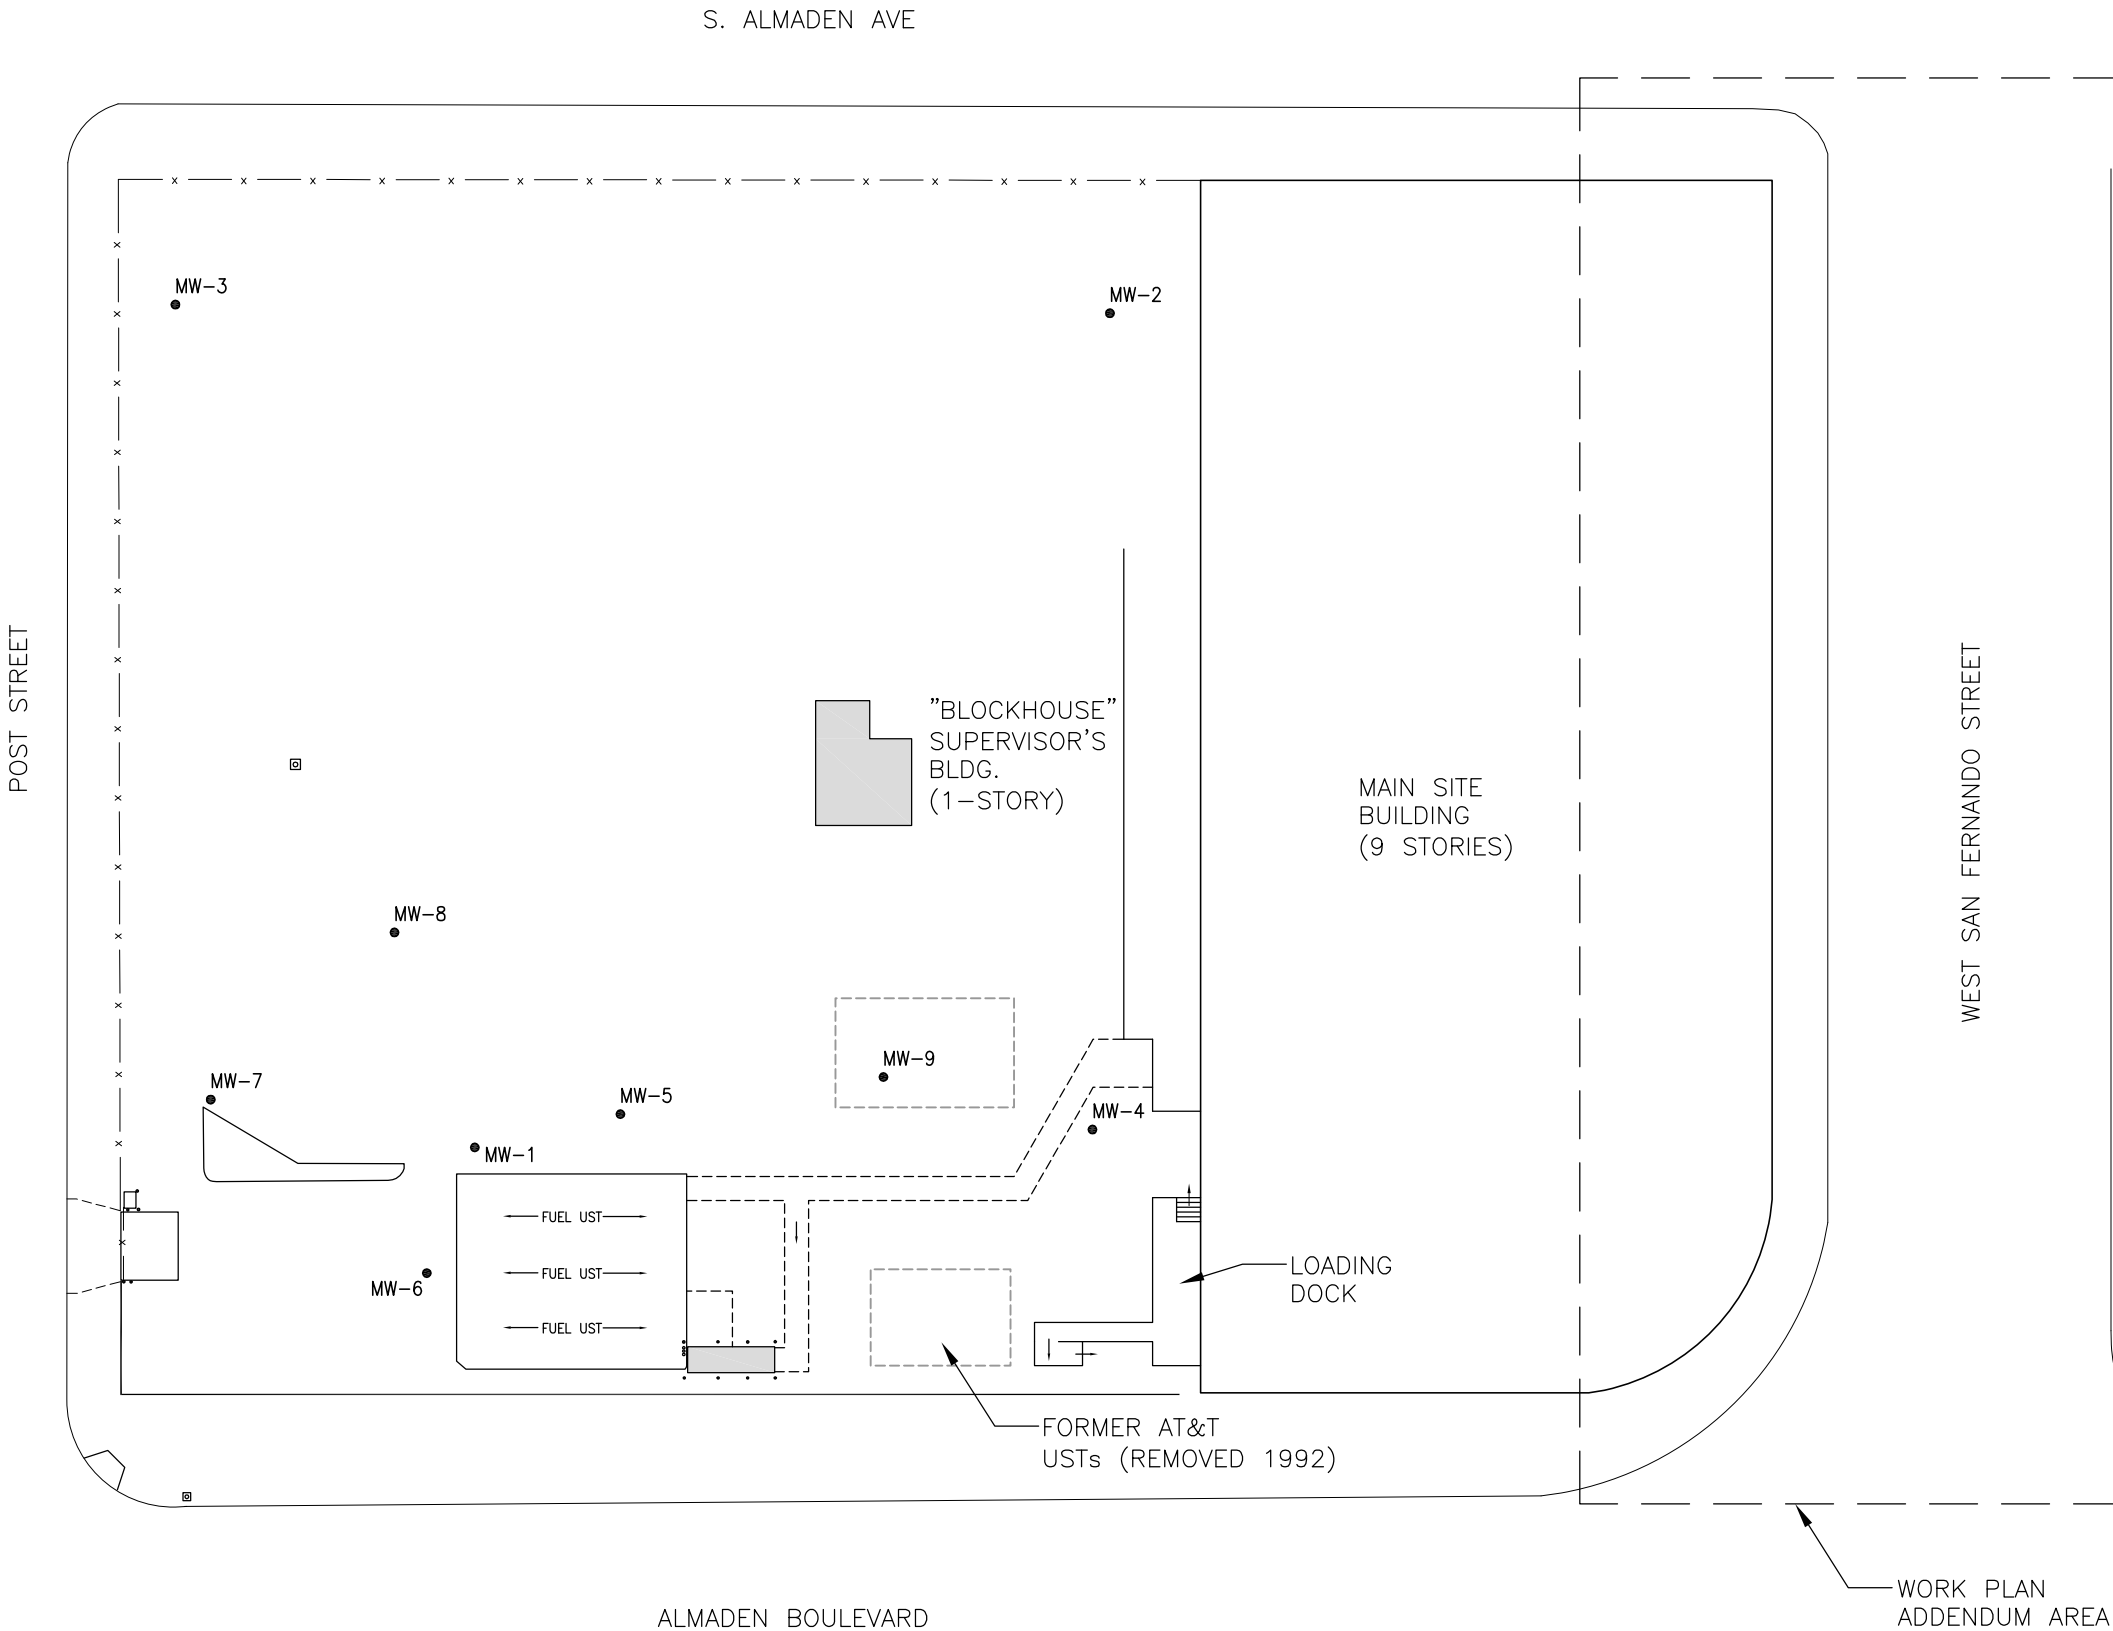 S. ALMADEN AVE
MW-3
MW-2
POST STREET
"BLOCKHOUSE"
SUPERVISOR'S
BLDG.
(1-STORY)
MAIN SITE
BUILDING
(9 STORIES)
WEST SAN FERNANDO STREET
MW-8
MW-9
MW-7
MW-5
MW-4
MW-1
FUEL UST
FUEL UST
FUEL UST
MW-6
LOADING
DOCK
FORMER AT&T
USTs (REMOVED 1992)
WORK PLAN
ADDENDUM AREA
ALMADEN BOULEVARD